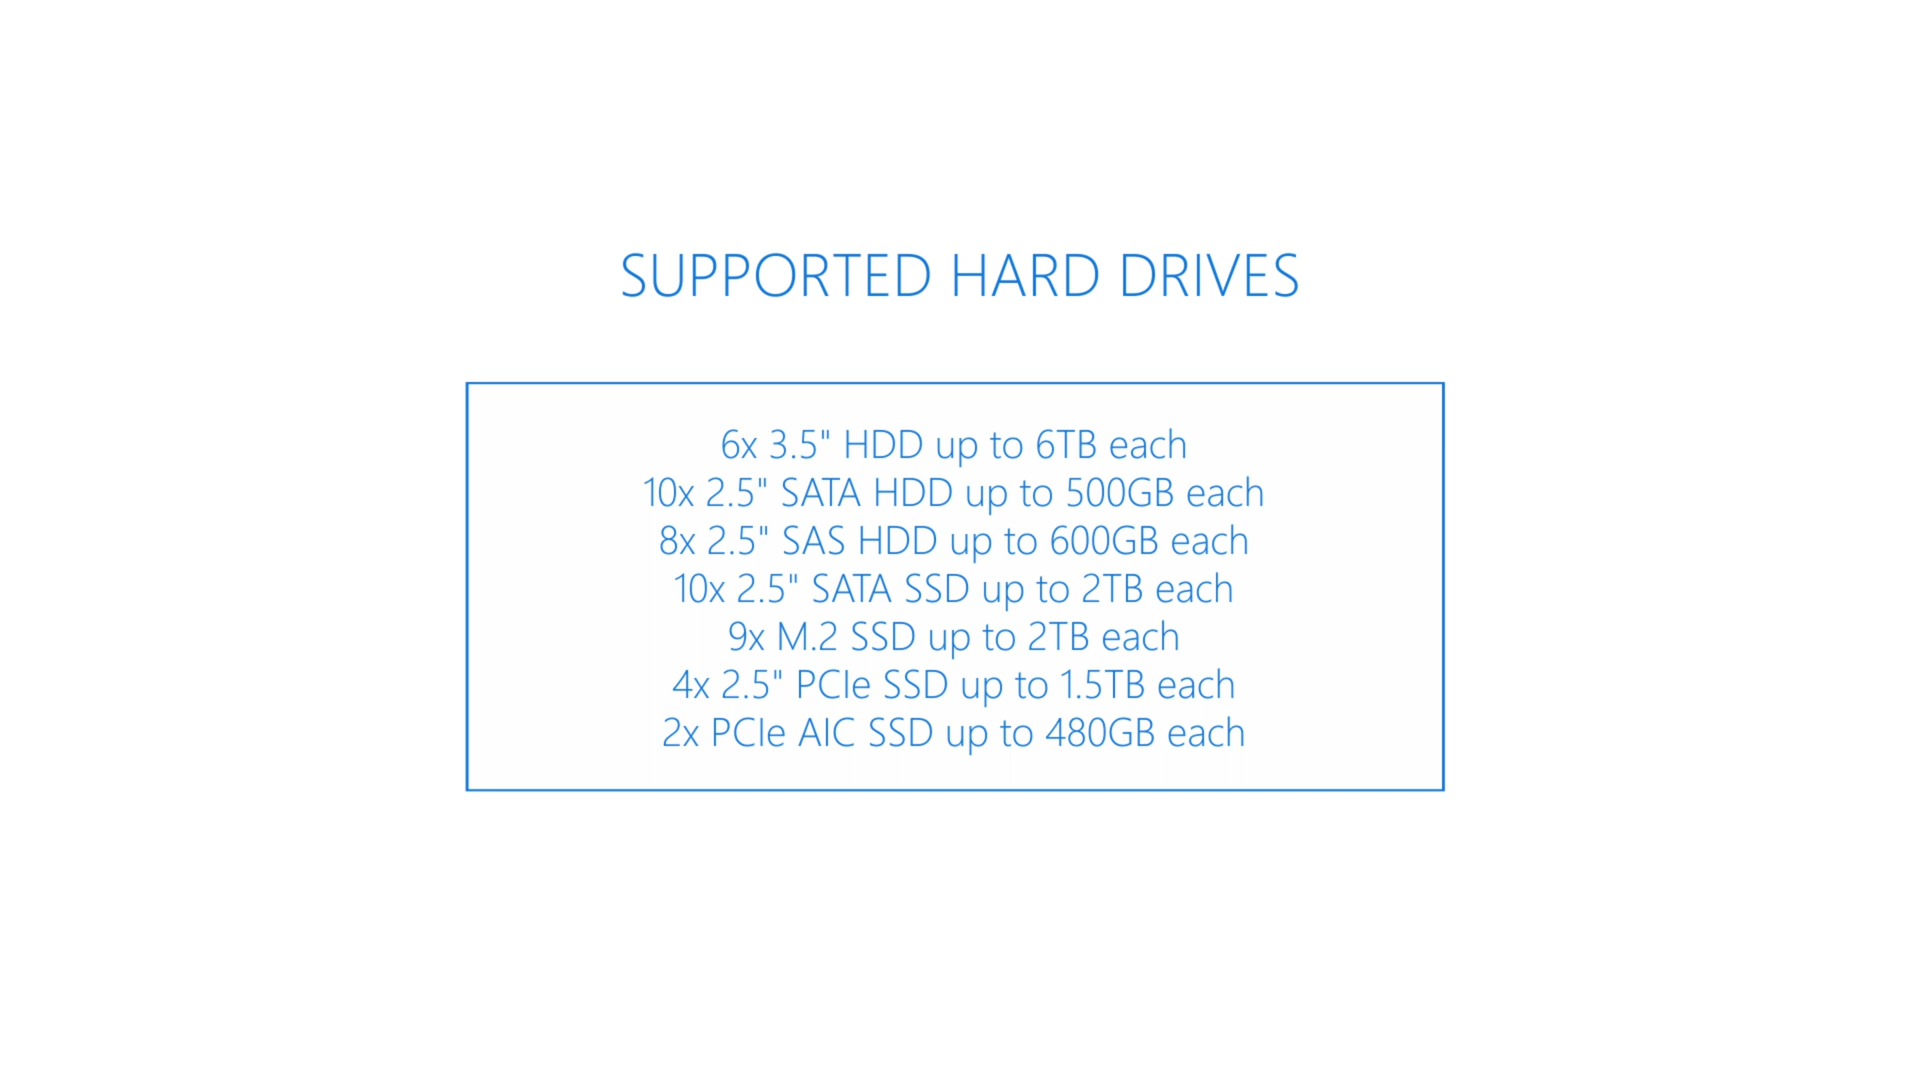 SUPPORTED HARD DRIVES
6x 3.5" HDD up to 6TB each
10x 2.5" SATA HDD up to 500GB each
8x 2.5" SAS HDD up to 600GB each
10x 2.5" SATA SSD up to 2TB each
9x M.2 SSD up to 2TB each
4x 2.5" PCIe SSD up to 1.5TB each
2x PCIe AIC SSD up to 480GB each